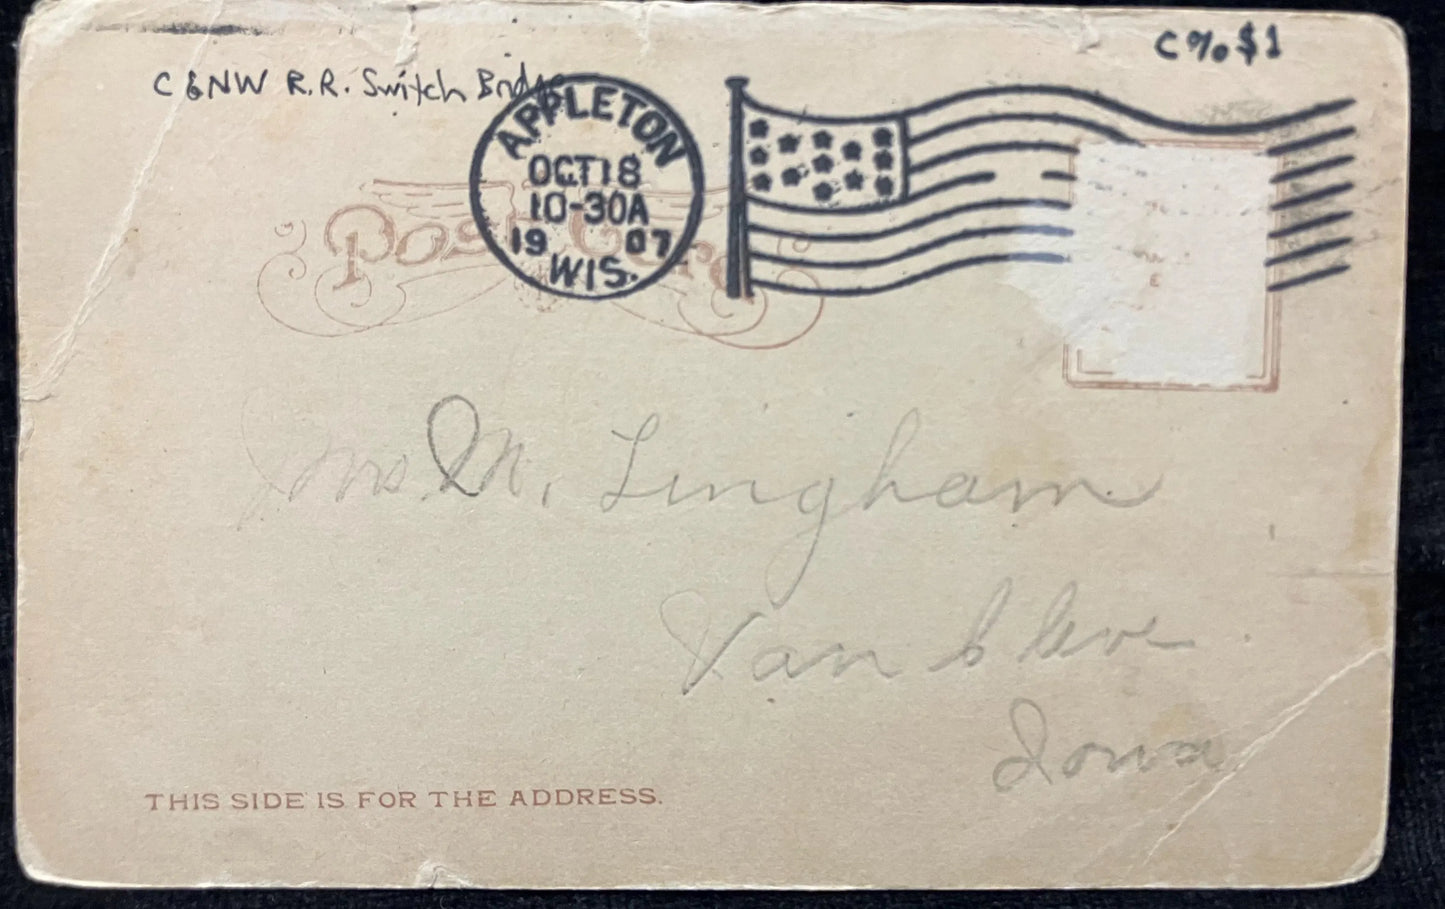 C % $1
C & NW R.R. Switch Bridge
APPLETON
OCT 18
10-30A
19 07
WIS.
Post Card
Mrs M. Lingham
Van Cleve
Iowa
THIS SIDE IS FOR THE ADDRESS.